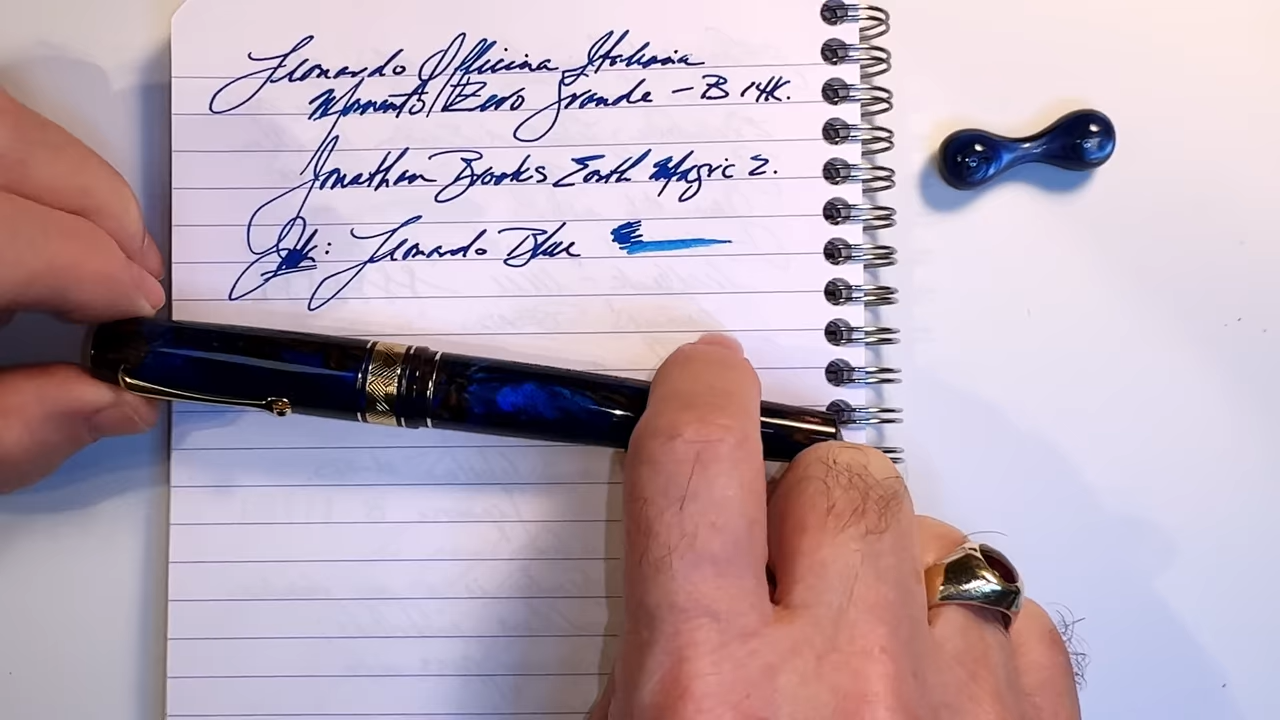 Leonardo Officina Italiana
Momento Zero Grande - B 14K.
Jonathan Brooks Earth Magic 2.
Ink: Leonardo Blue